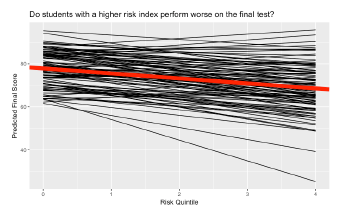 Do students with a higher risk index perform worse on the final test?
Predicted Final Score
80
60
40
0
1
2
3
4
Risk Quintile